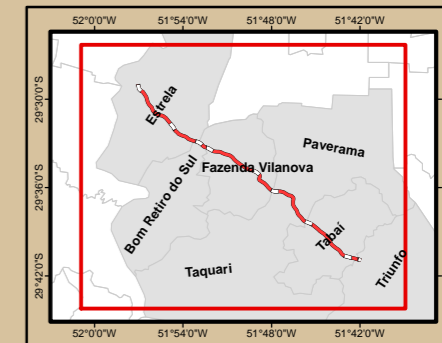 52°0'0"W 51°54'0"W 51°48'0"W 51°42'0"W
29°30'0"S
Estrela
Paverama
Fazenda Vilanova
29°36'0"S
Bom Retiro do Sul
Tabaí
Taquari
Triunfo
29°42'0"S
52°0'0"W 51°54'0"W 51°48'0"W 51°42'0"W